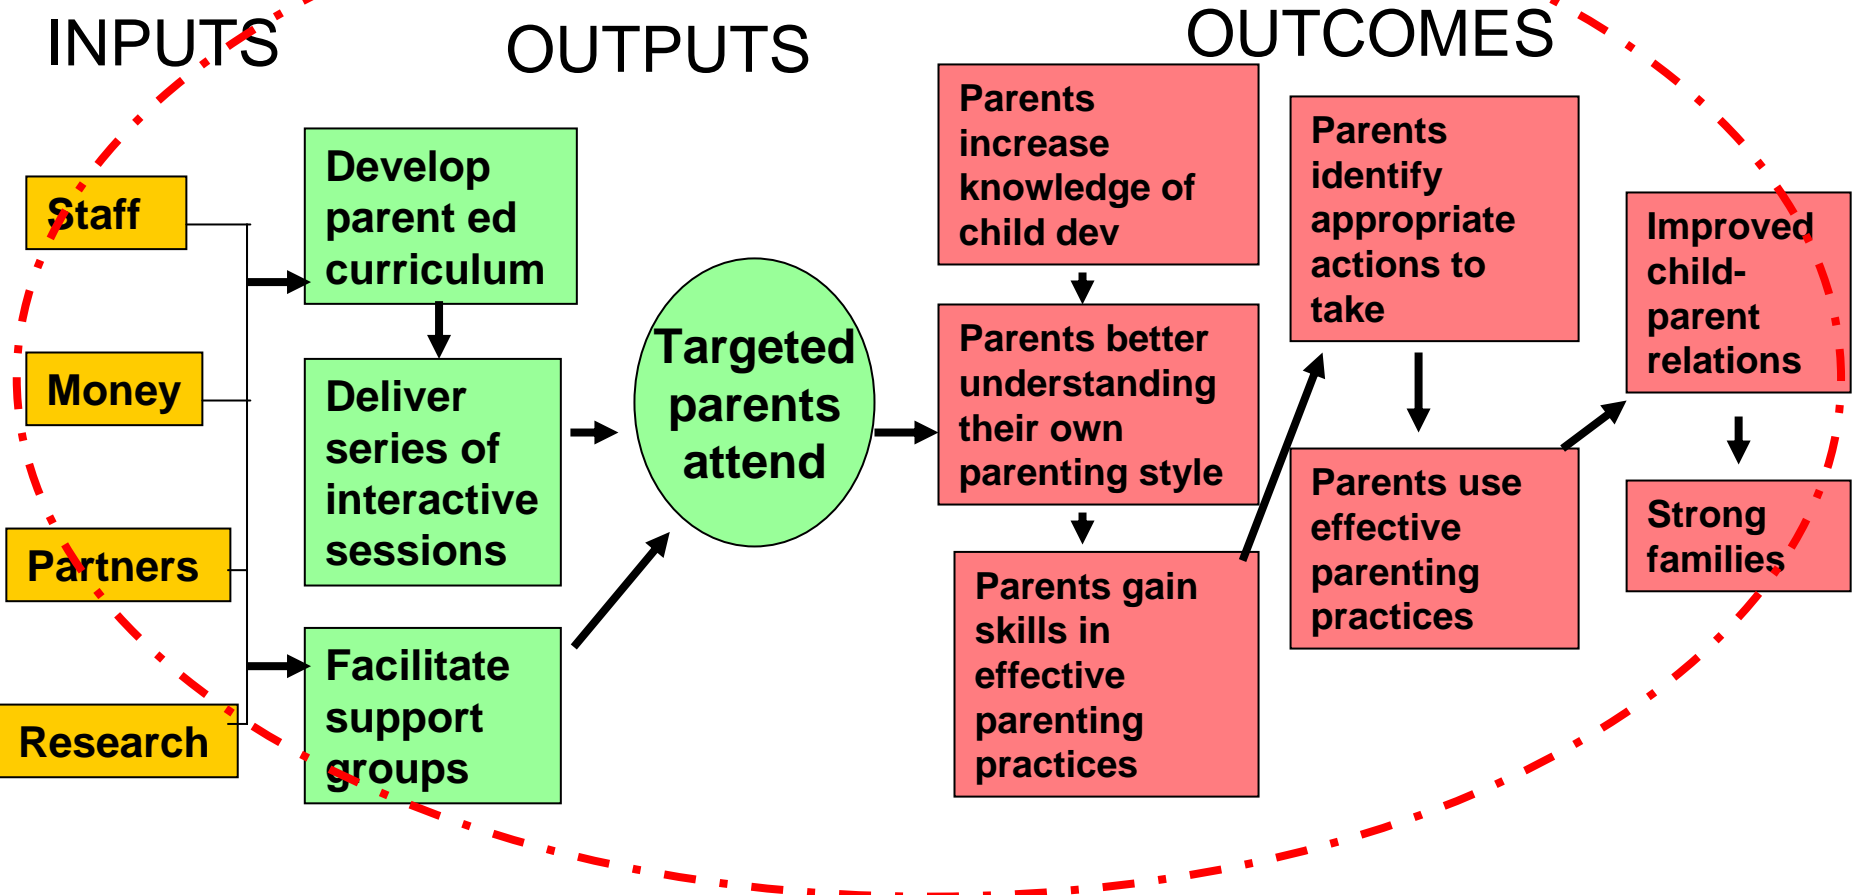 INPUTS
OUTPUTS
OUTCOMES
Staff
Money
Partners
Research
Develop
parent ed
curriculum
Deliver
series of
interactive
sessions
Facilitate
support
groups
Targeted
parents
attend
Parents
increase
knowledge of
child dev
Parents better
understanding
their own
parenting style
Parents gain
skills in
effective
parenting
practices
Parents
identify
appropriate
actions to
take
Parents use
effective
parenting
practices
Improved
child-
parent
relations
Strong
families